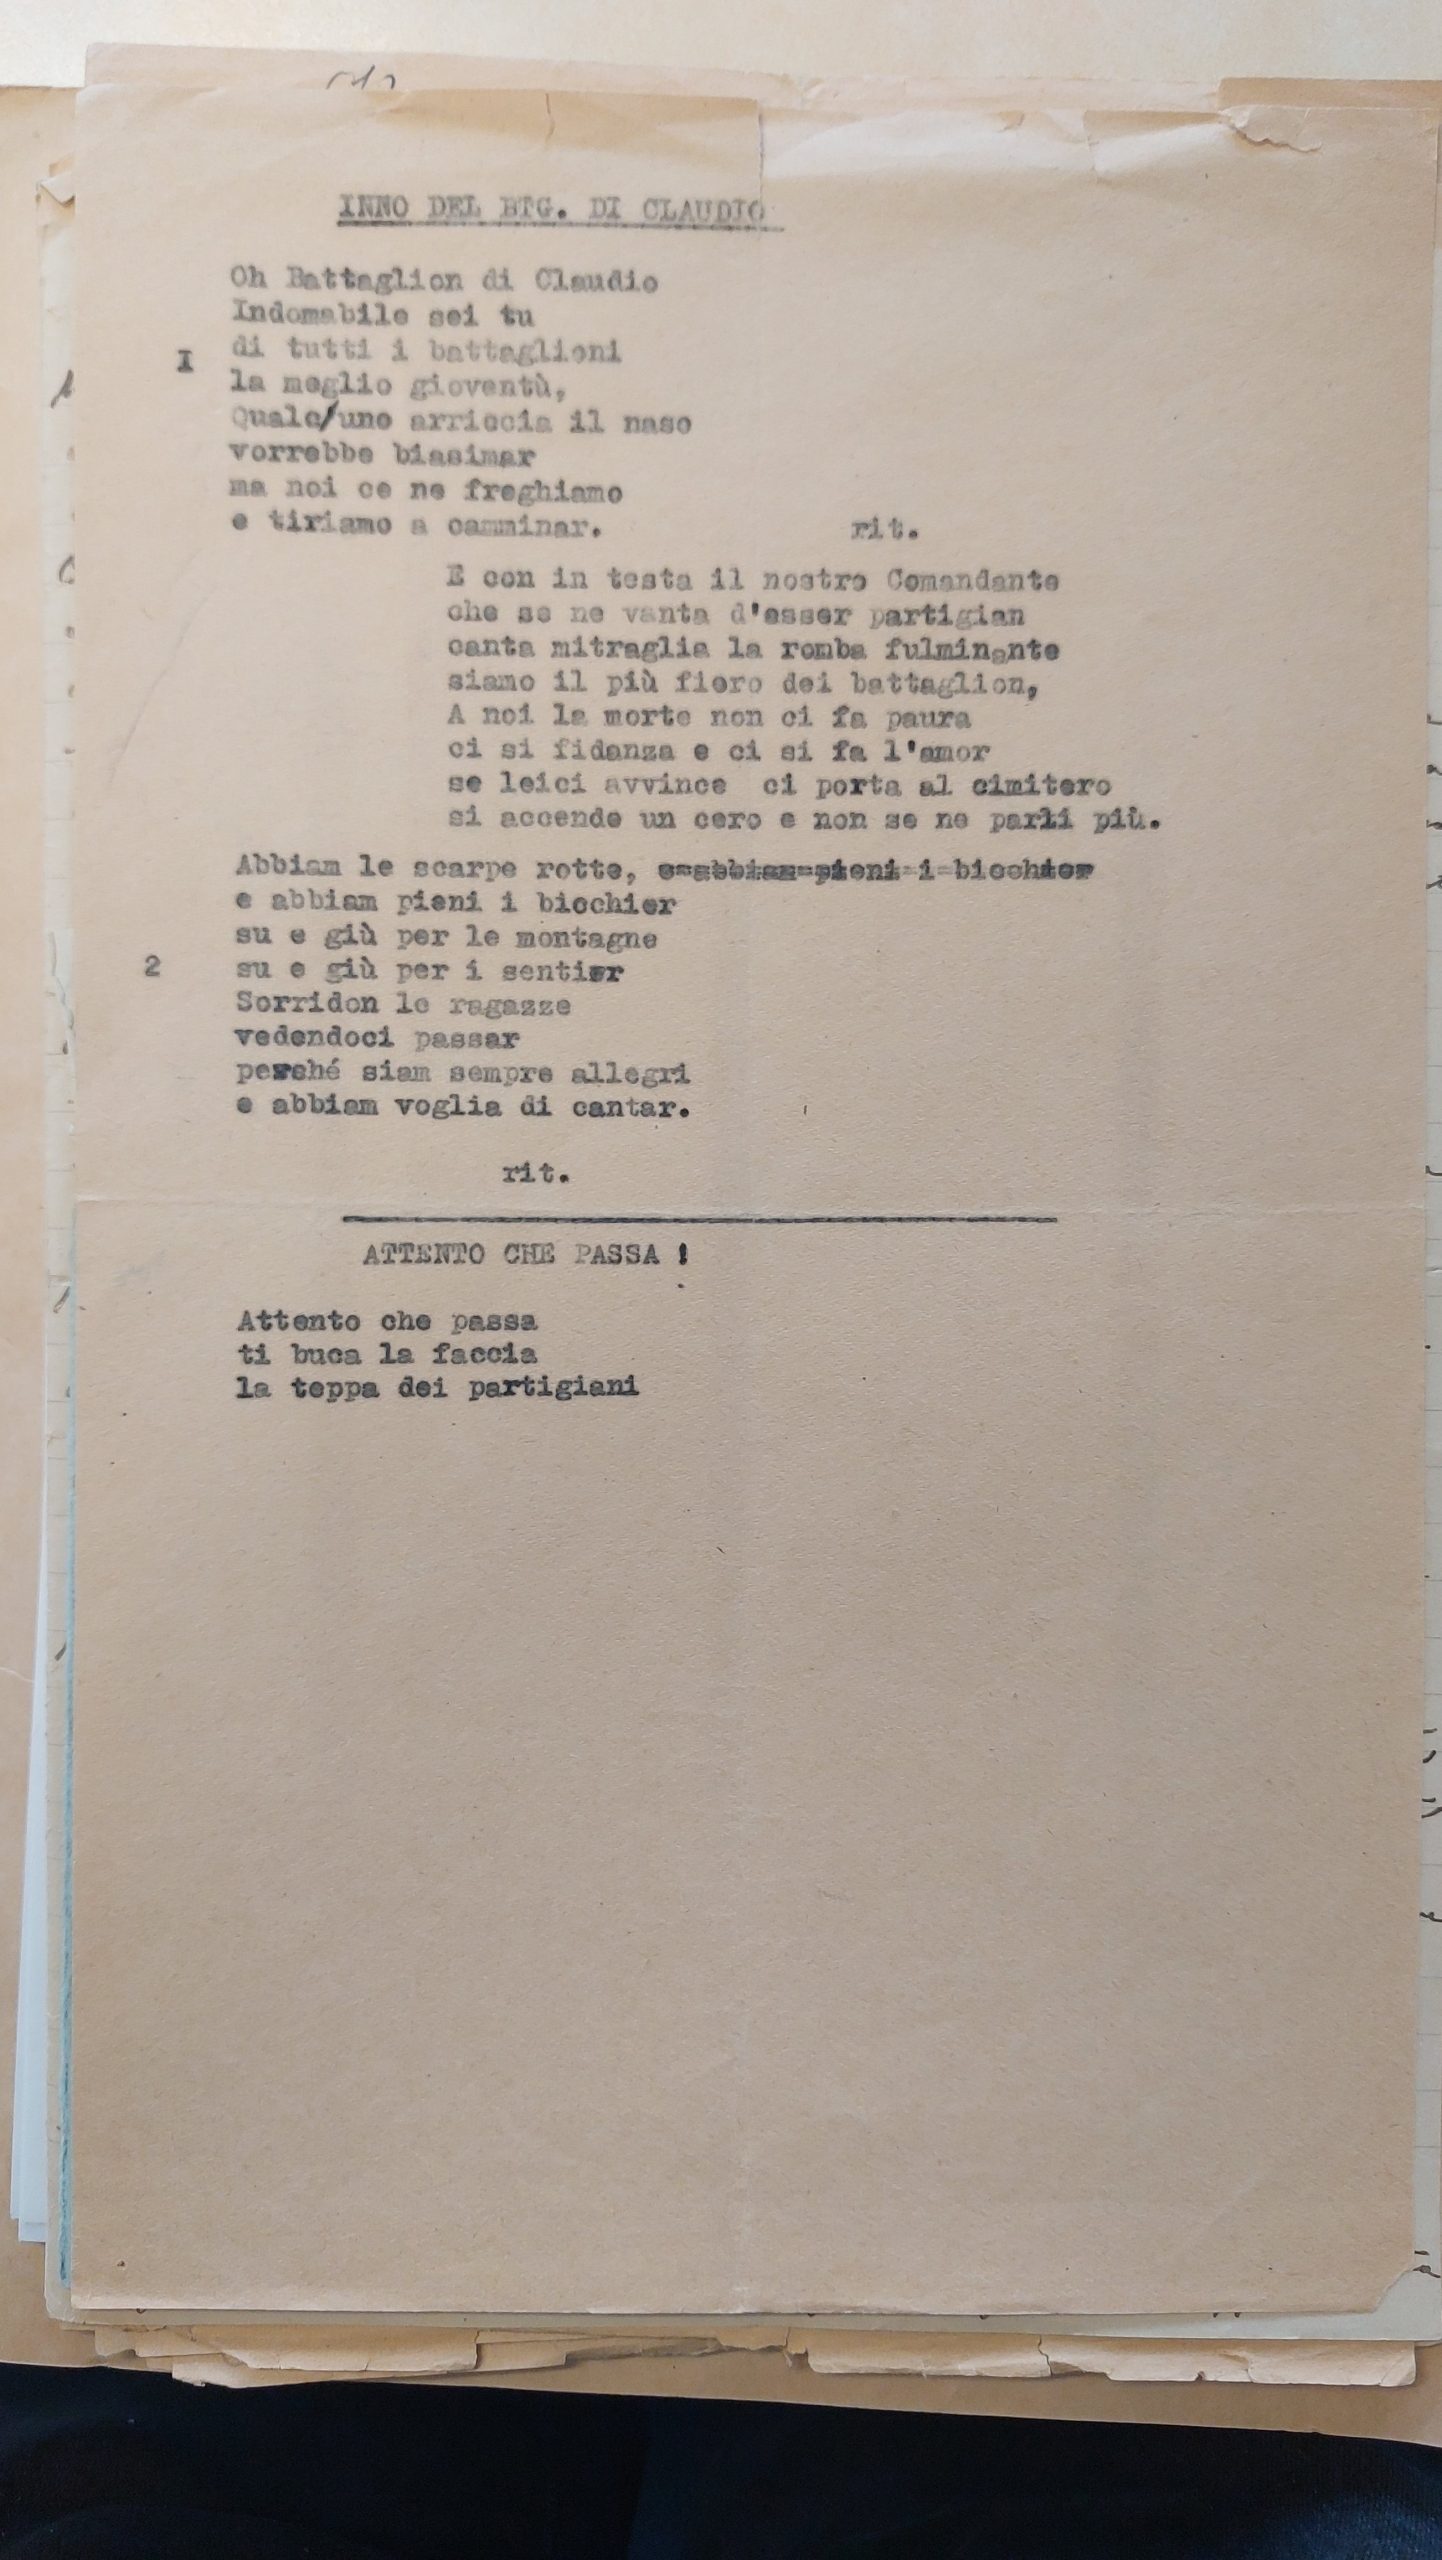 INNO DEL BTG. DI CLAUDIO
Oh Battaglion di Claudio
Indomabile sei tu
I di tutti i battaglioni
la meglio gioventù,
Qualc/uno arriccia il naso
vorrebbe biasimar
ma noi ce ne freghiamo
e tiriamo a camminar. rit.
E con in testa il nostro Comandante
che se ne vanta d'esser partigian
canta mitraglia la romba fulminante
siamo il più fiero dei battaglion,
A noi la morte non ci fa paura
ci si fidanza e ci si fa l'amor
se leici avvince ci porta al cimitero
si accende un cero e non se ne parli più.
Abbiam le scarpe rotte, e abbiam pieni i bicchier
e abbiam pieni i bicchier
su e giù per le montagne
2 su e giù per i sentier
Sorridon le ragazze
vedendoci passar
perché siam sempre allegri
e abbiam voglia di cantar.
rit.
ATTENTO CHE PASSA !
Attento che passa
ti buca la faccia
la teppa dei partigiani